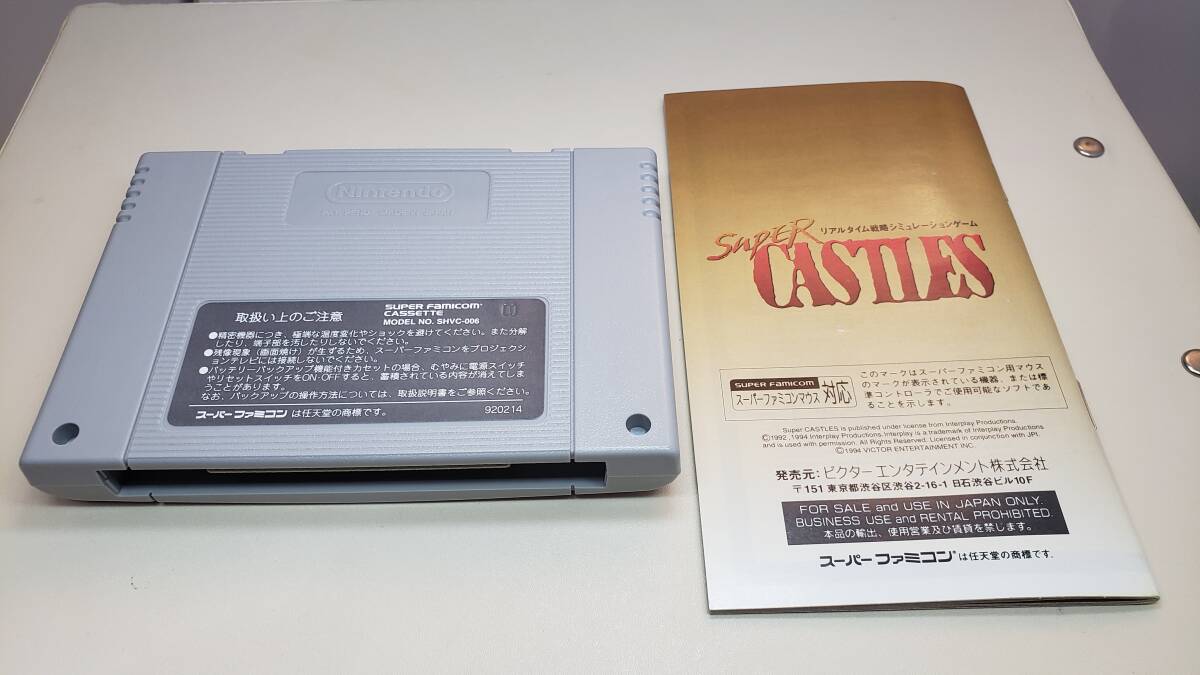 Nintendo
取扱い上のご注意
SUPER FAMICOM
CASSETTE
MODEL NO. SHVC-006
●精密機器につき、極端な温度変化やショックを避けてください。また分解
したり、端子部を汚したりしないでください。
●残像現象（画面焼け）が生ずるため、スーパーファミコンをプロジェクシ
ョンテレビには接続しないでください。
●バッテリーバックアップ機能付きカセットの場合、むやみに電源スイッチ
やリセットスイッチをON・OFFすると、蓄積されている内容が消えてしま
うことがあります。
なお、バックアップの操作方法については、取扱説明書をご参照ください。
スーパーファミコンは任天堂の商標です。
920214
リアルタイム戦略シミュレーションゲーム
SUPER
CASTLES
SUPER FAMICOM
スーパーファミコンマウス 対応
このマークはスーパーファミコン用マウス
のマークが表示されている機器、または標
準コントローラでご使用可能なソフトであ
ることを示します。
Super CASTLES is published under license from Interplay Productions.
©1992,1994 Interplay Productions. Interplay is a trademark of Interplay Productions
and is used with permission. All Rights Reserved. Licensed in conjunction with JPI.
©1994 VICTOR ENTERTAINMENT INC.
発売元：ビクター エンタテインメント株式会社
〒151 東京都渋谷区渋谷2-16-1 日石渋谷ビル10F
FOR SALE and USE IN JAPAN ONLY.
BUSINESS USE and RENTAL PROHIBITED.
本品の輸出、使用営業及び賃貸を禁じます。
スーパーファミコン®は任天堂の商標です.